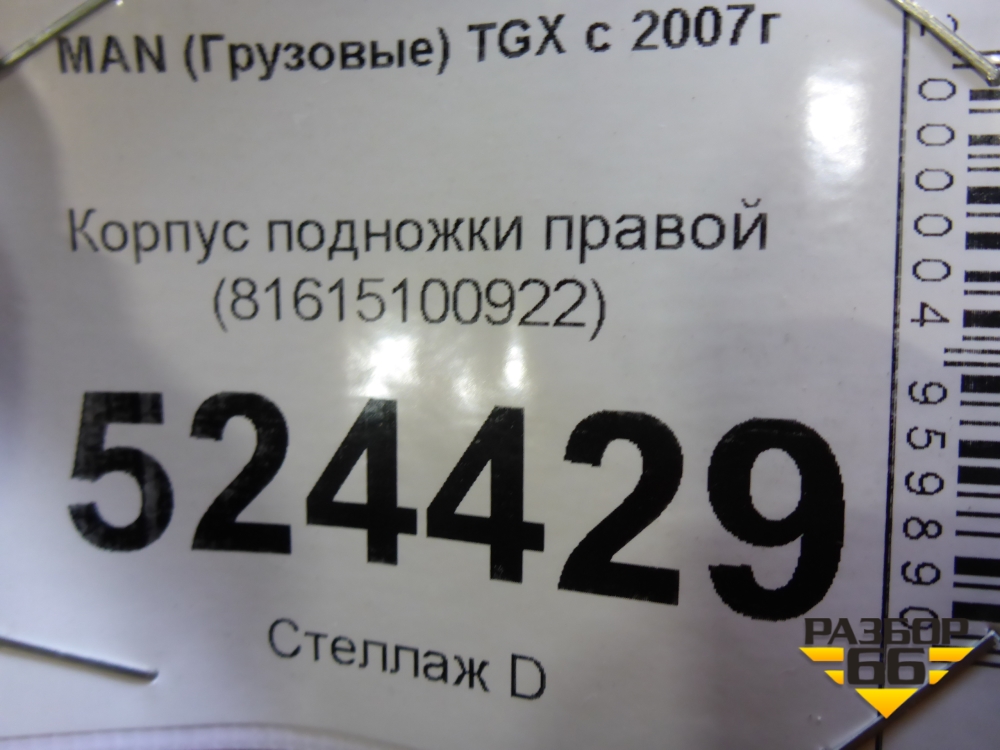 MAN (Грузовые) TGX с 2007г
Корпус подножки правой
(81615100922)
524429
Стеллаж D
РАЗБОР
66